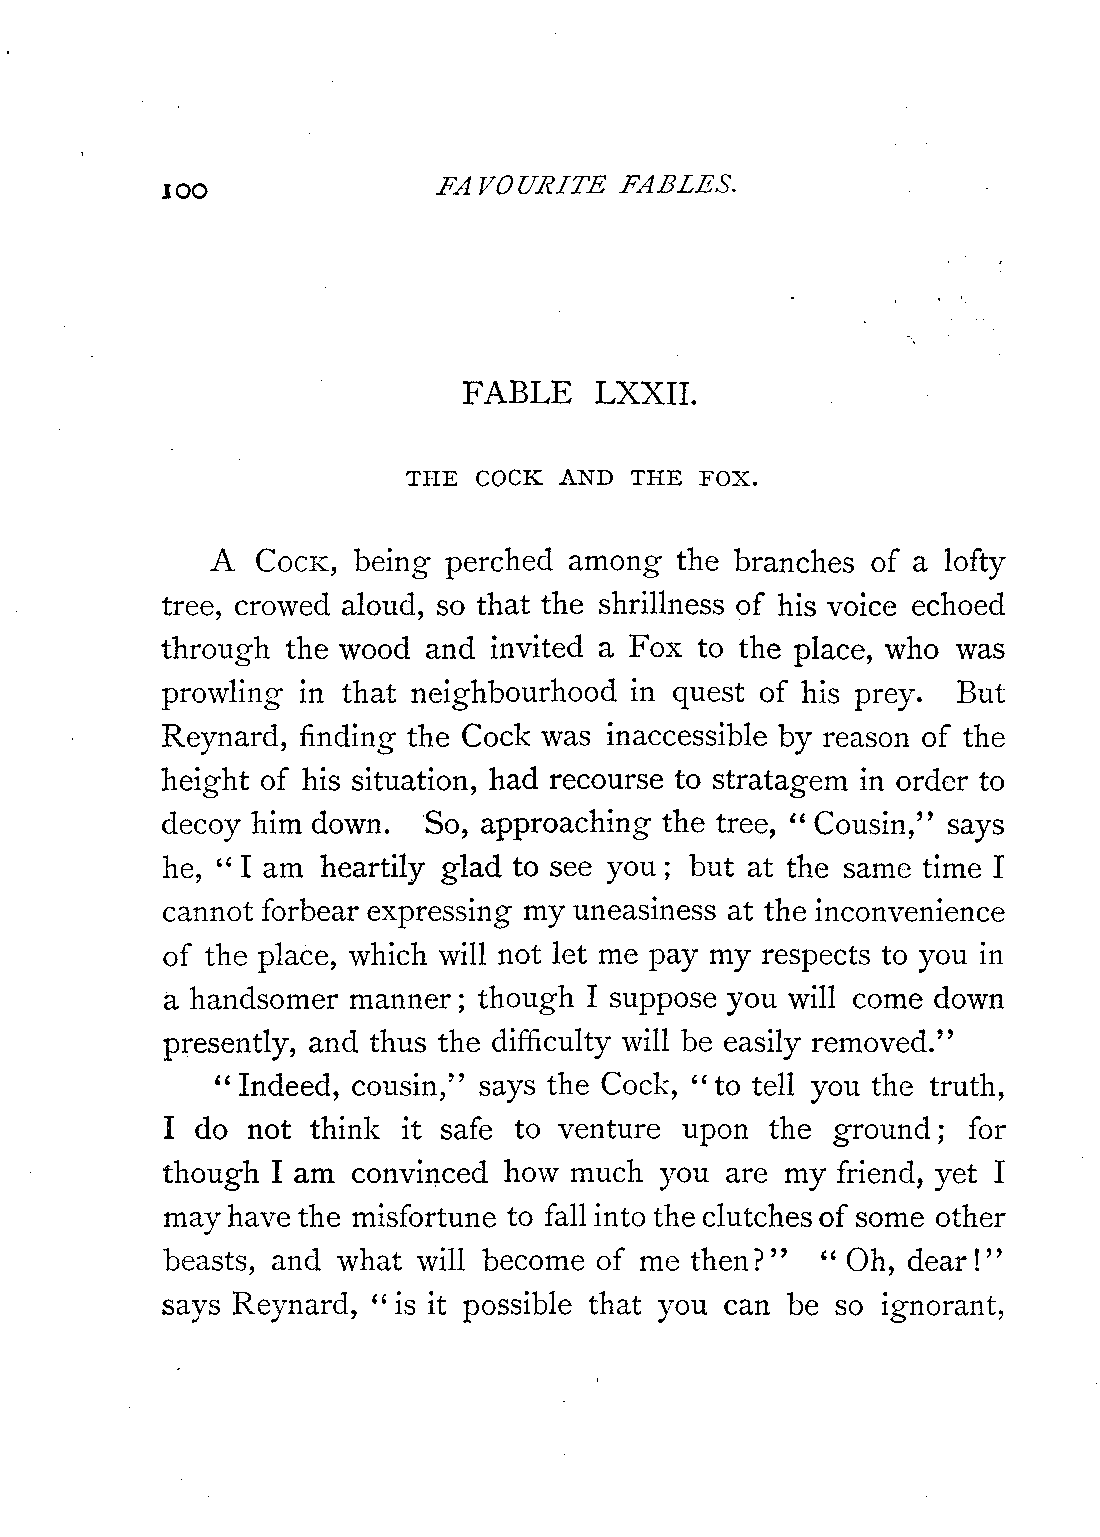 100 FAVOURITE FABLES.
FABLE LXXII.
THE COCK AND THE FOX.
A COCK, being perched among the branches of a lofty
tree, crowed aloud, so that the shrillness of his voice echoed
through the wood and invited a Fox to the place, who was
prowling in that neighbourhood in quest of his prey. But
Reynard, finding the Cock was inaccessible by reason of the
height of his situation, had recourse to stratagem in order to
decoy him down. So, approaching the tree, “Cousin,” says
he, “I am heartily glad to see you; but at the same time I
cannot forbear expressing my uneasiness at the inconvenience
of the place, which will not let me pay my respects to you in
a handsomer manner; though I suppose you will come down
presently, and thus the difficulty will be easily removed.”
“Indeed, cousin,” says the Cock, “to tell you the truth,
I do not think it safe to venture upon the ground; for
though I am convinced how much you are my friend, yet I
may have the misfortune to fall into the clutches of some other
beasts, and what will become of me then?” “Oh, dear!”
says Reynard, “is it possible that you can be so ignorant,